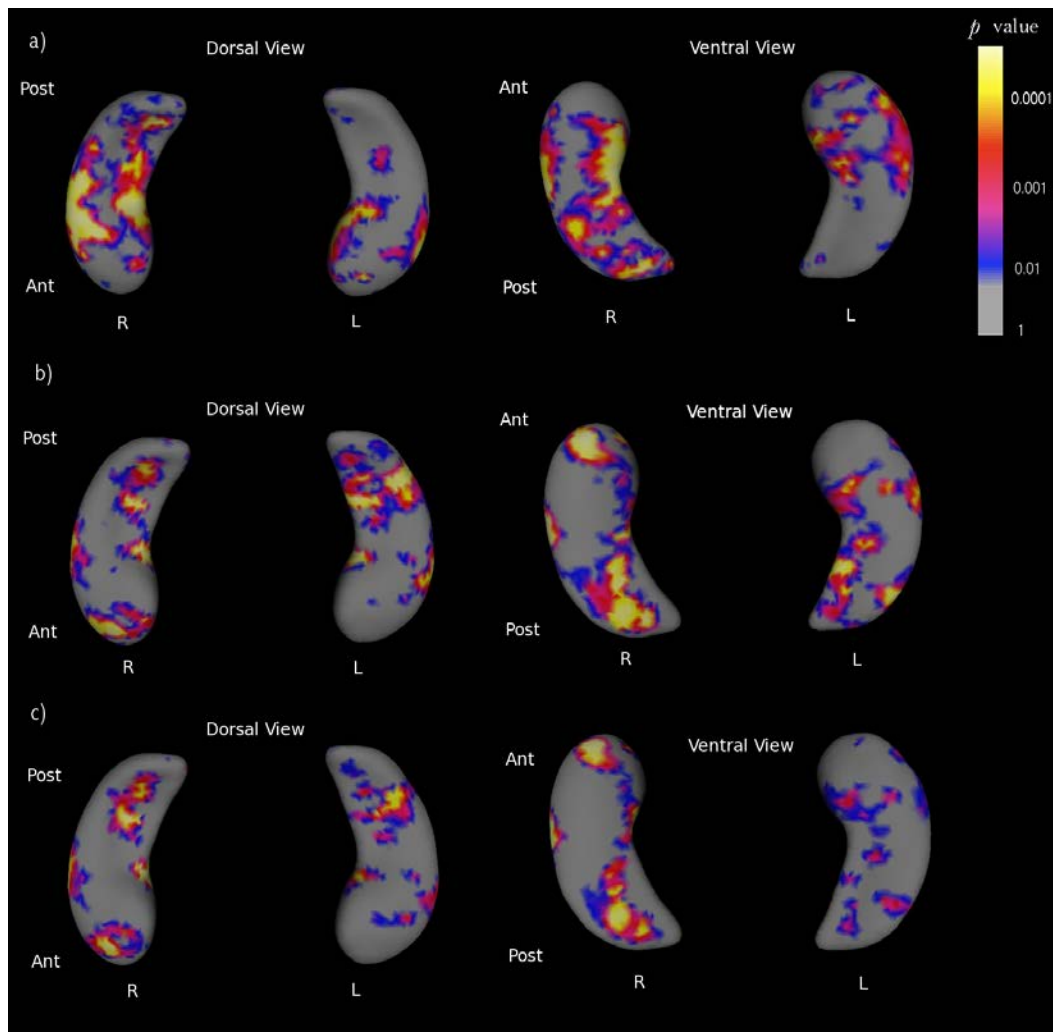 a)
Dorsal View
Ventral View
p value
Post
Ant
0.0001
0.001
0.01
Ant
Post
1
R
L
R
L
b)
Dorsal View
Ventral View
Post
Ant
Ant
Post
R
L
R
L
c)
Dorsal View
Ventral View
Post
Ant
Ant
Post
R
L
R
L